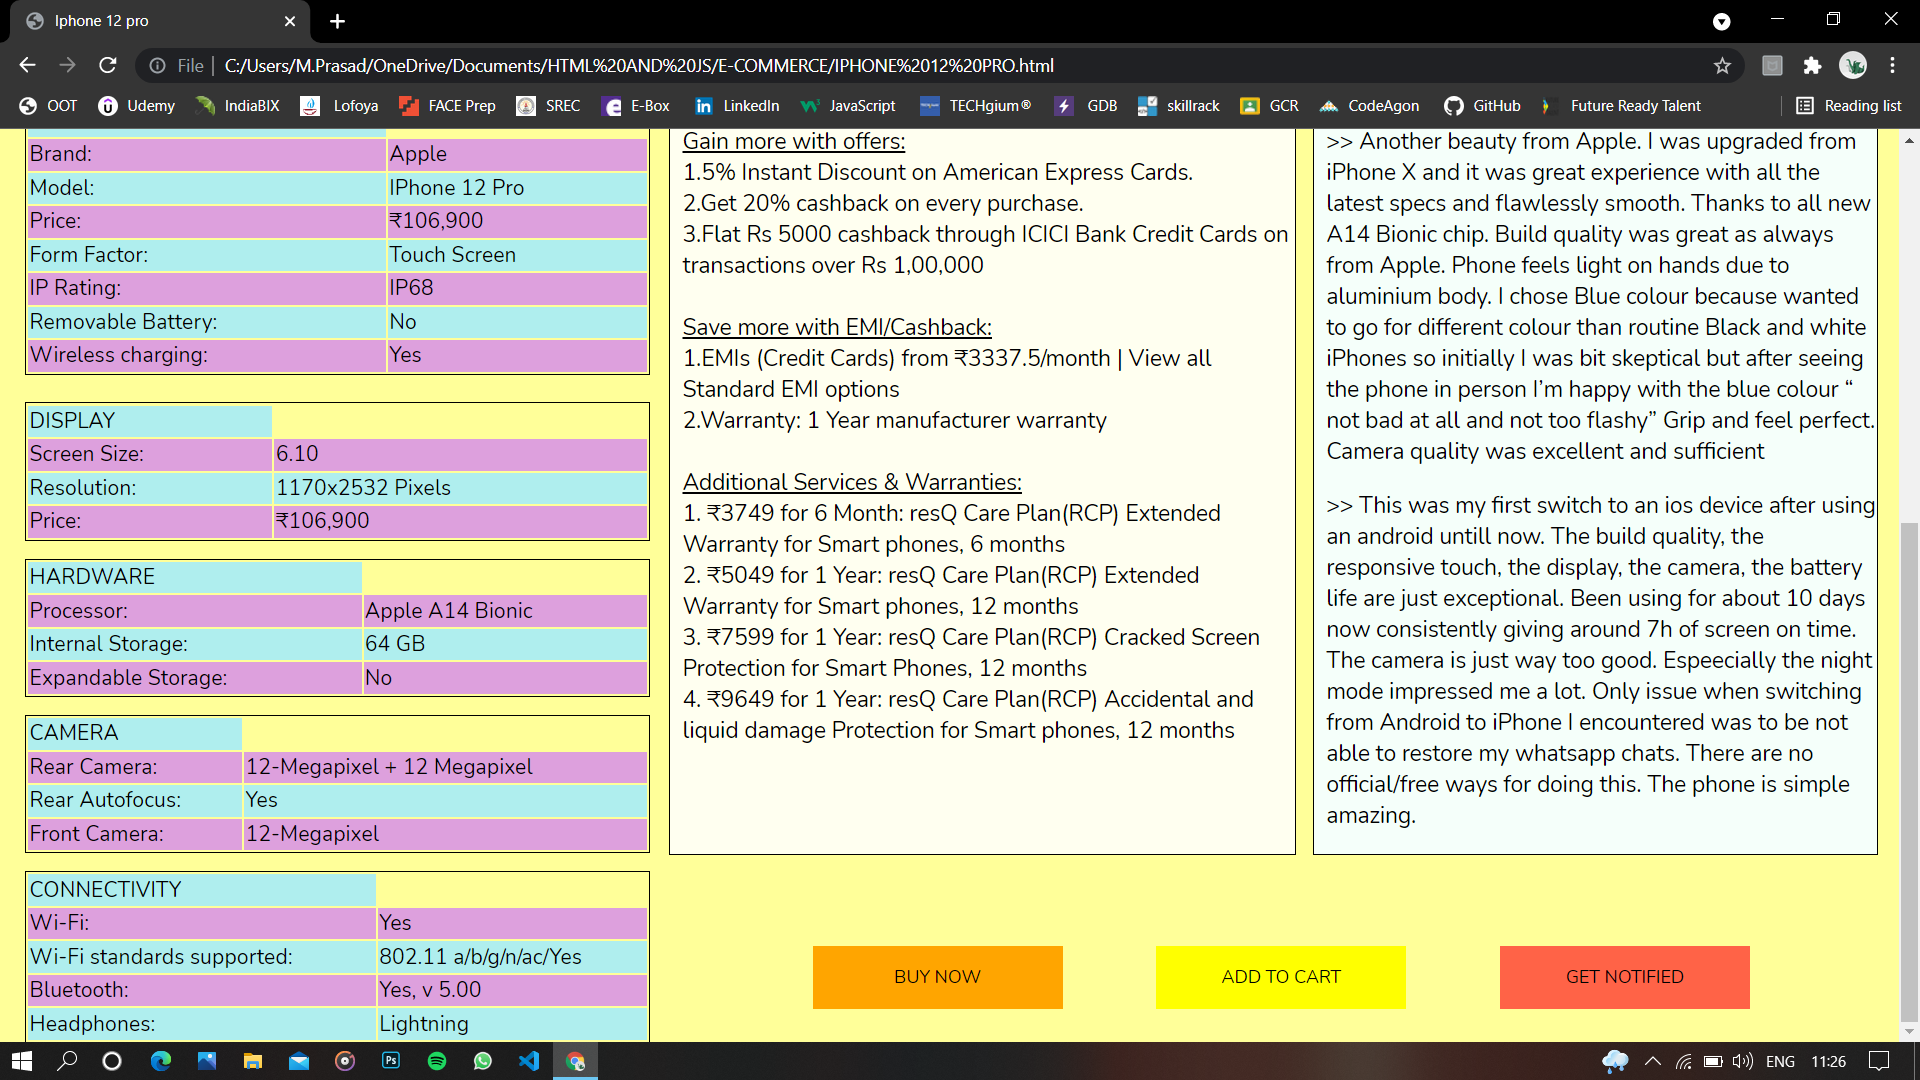 Iphone 12 pro
File
C:/Users/M.Prasad/OneDrive/Documents/HTML%20AND%20JS/E-COMMERCE/IPHONE%2012%20PRO.html
OOT
Udemy
IndiaBIX
Lofoya
FACE Prep
SREC
E-Box
LinkedIn
JavaScript
TECHgium®
GDB
skillrack
GCR
CodeAgon
GitHub
Future Ready Talent
Reading list
Brand: Apple
Model: IPhone 12 Pro
Price: ₹106,900
Form Factor: Touch Screen
IP Rating: IP68
Removable Battery: No
Wireless charging: Yes
DISPLAY
Screen Size: 6.10
Resolution: 1170x2532 Pixels
Price: ₹106,900
HARDWARE
Processor: Apple A14 Bionic
Internal Storage: 64 GB
Expandable Storage: No
CAMERA
Rear Camera: 12-Megapixel + 12 Megapixel
Rear Autofocus: Yes
Front Camera: 12-Megapixel
CONNECTIVITY
Wi-Fi: Yes
Wi-Fi standards supported: 802.11 a/b/g/n/ac/Yes
Bluetooth: Yes, v 5.00
Headphones: Lightning
Gain more with offers:
1.5% Instant Discount on American Express Cards.
2.Get 20% cashback on every purchase.
3.Flat Rs 5000 cashback through ICICI Bank Credit Cards on
transactions over Rs 1,00,000
Save more with EMI/Cashback:
1.EMIs (Credit Cards) from ₹3337.5/month | View all
Standard EMI options
2.Warranty: 1 Year manufacturer warranty
Additional Services & Warranties:
1. ₹3749 for 6 Month: resQ Care Plan(RCP) Extended
Warranty for Smart phones, 6 months
2. ₹5049 for 1 Year: resQ Care Plan(RCP) Extended
Warranty for Smart phones, 12 months
3. ₹7599 for 1 Year: resQ Care Plan(RCP) Cracked Screen
Protection for Smart Phones, 12 months
4. ₹9649 for 1 Year: resQ Care Plan(RCP) Accidental and
liquid damage Protection for Smart phones, 12 months
>> Another beauty from Apple. I was upgraded from
iPhone X and it was great experience with all the
latest specs and flawlessly smooth. Thanks to all new
A14 Bionic chip. Build quality was great as always
from Apple. Phone feels light on hands due to
aluminium body. I chose Blue colour because wanted
to go for different colour than routine Black and white
iPhones so initially I was bit skeptical but after seeing
the phone in person I’m happy with the blue colour “
not bad at all and not too flashy” Grip and feel perfect.
Camera quality was excellent and sufficient
>> This was my first switch to an ios device after using
an android untill now. The build quality, the
responsive touch, the display, the camera, the battery
life are just exceptional. Been using for about 10 days
now consistently giving around 7h of screen on time.
The camera is just way too good. Espeecially the night
mode impressed me a lot. Only issue when switching
from Android to iPhone I encountered was to be not
able to restore my whatsapp chats. There are no
official/free ways for doing this. The phone is simple
amazing.
BUY NOW
ADD TO CART
GET NOTIFIED
Ps
ENG
11:26